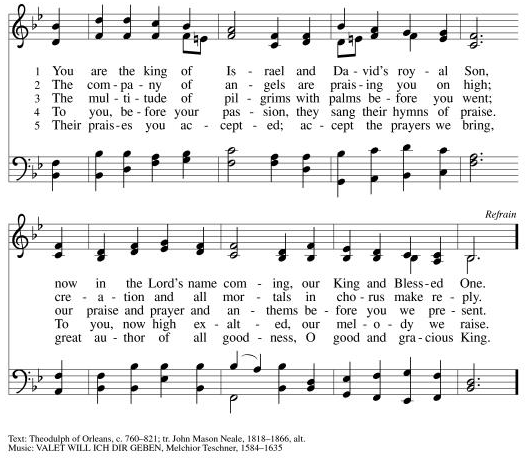 1 You are the king of Is - rael and Da - vid's roy - al Son,
2 The com - pa - ny of an - gels are prais - ing you on high;
3 The mul - ti - tude of pil - grims with palms be - fore you went;
4 To you, be - fore your pas - sion, they sang their hymns of praise.
5 Their prais - es you ac - cept - ed; ac - cept the prayers we bring,
Refrain
now in the Lord's name com - ing, our King and Bless - ed One.
cre - a - tion and all mor - tals in cho - rus make re - ply.
our praise and prayer and an - thems be - fore you we pre - sent.
To you, now high ex - alt - ed, our mel - o - dy we raise.
great au - thor of all good - ness, O good and gra - cious King.
Text: Theodulph of Orleans, c. 760–821; tr. John Mason Neale, 1818–1866, alt.
Music: VALET WILL ICH DIR GEBEN, Melchior Teschner, 1584–1635